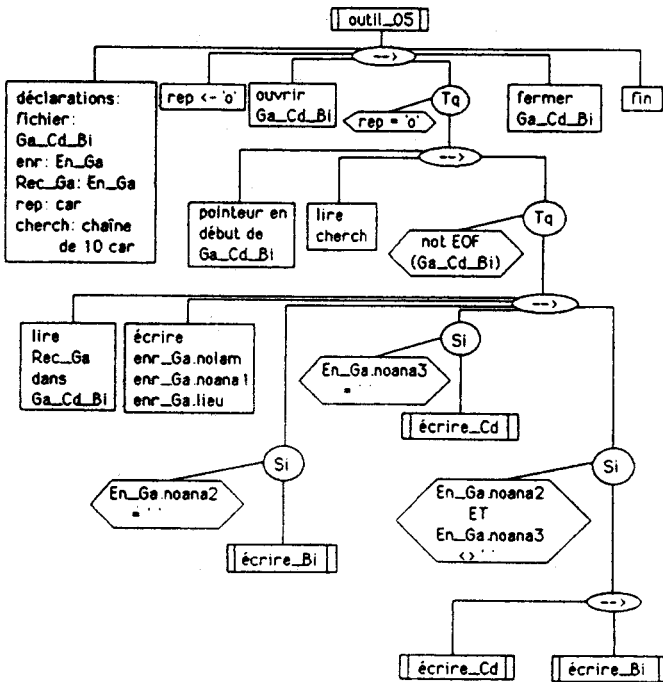 outil_05
-->
déclarations:
fichier:
Ga_Cd_Bi
enr: En_Ga
Rec_Ga: En_Ga
rep: car
cherch: chaîne
de 10 car
rep <- 'o'
ouvrir
Ga_Cd_Bi
Tq
rep = 'o'
fermer
Ga_Cd_Bi
fin
-->
pointeur en
début de
Ga_Cd_Bi
lire
cherch
Tq
not EOF
(Ga_Cd_Bi)
-->
lire
Rec_Ga
dans
Ga_Cd_Bi
écrire
enr_Ga.nolam
enr_Ga.noana1
enr_Ga.lieu
Si
En_Ga.noana3
= ' '
écrire_Cd
Si
En_Ga.noana2
= ' '
écrire_Bi
Si
En_Ga.noana2
ET
En_Ga.noana3
<> ' '
-->
écrire_Cd
écrire_Bi